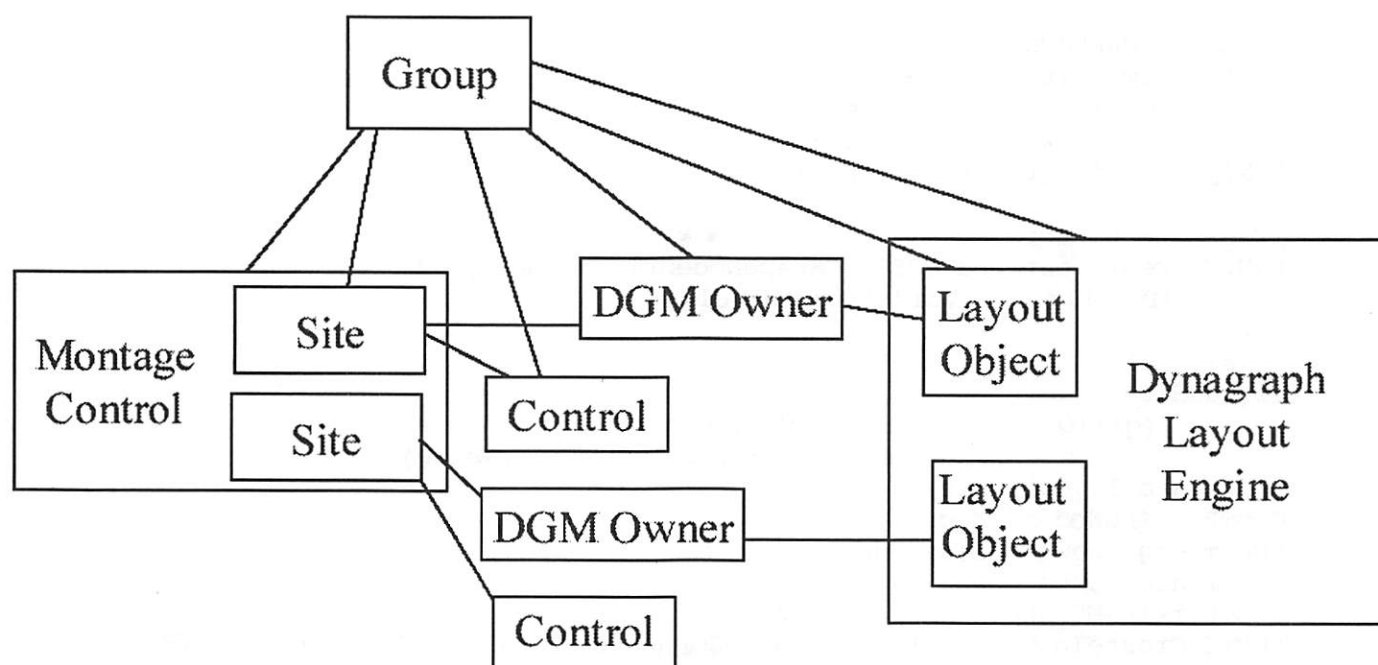 Group
DGM Owner
Layout
Object
Site
Montage
Control
Control
Dynagraph
Layout
Engine
Site
DGM Owner
Layout
Object
Control